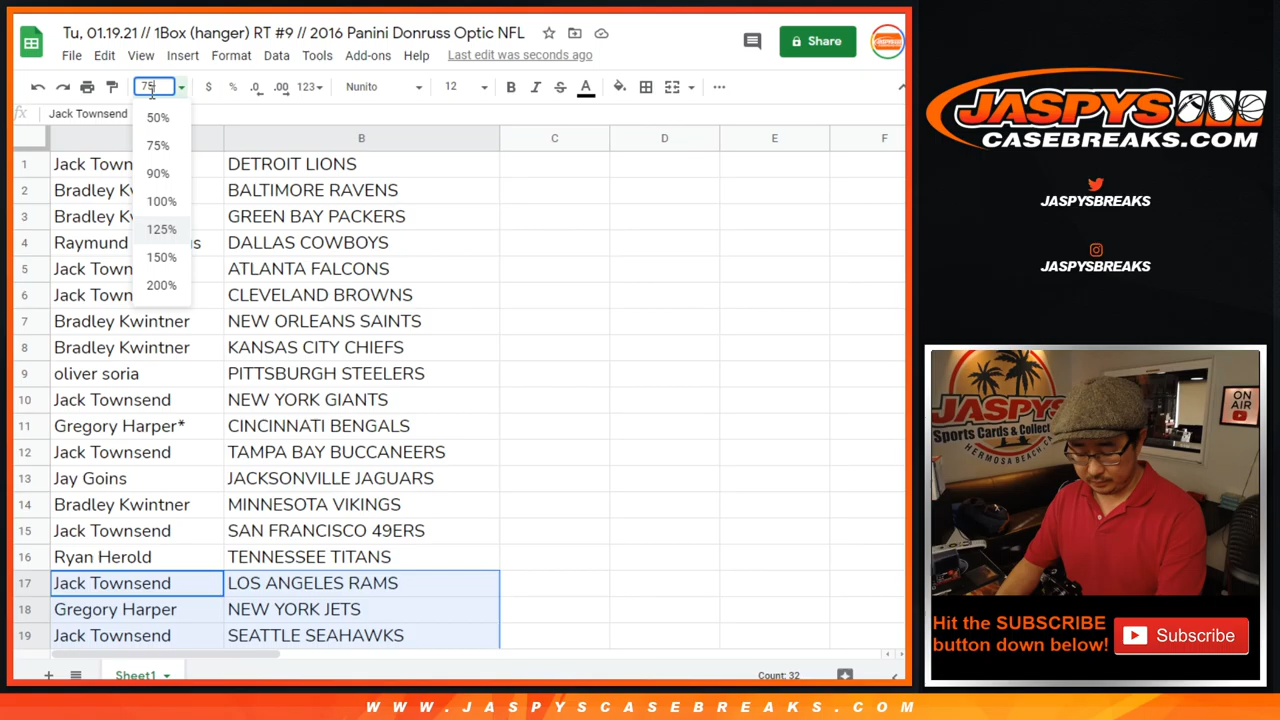 Tu, 01.19.21 // 1Box (hanger) RT #9 // 2016 Panini Donruss Optic NFL
File Edit View Insert Format Data Tools Add-ons Help Last edit was seconds ago
Share
75 $ % .0 .00 123 Nunito 12 B I S A
fx Jack Townsend
50%
75%
90%
100%
125%
150%
200%
A B C D E F
1 Jack Town DETROIT LIONS
2 Bradley Kw BALTIMORE RAVENS
3 Bradley Kw GREEN BAY PACKERS
4 Raymund s DALLAS COWBOYS
5 Jack Town ATLANTA FALCONS
6 Jack Town CLEVELAND BROWNS
7 Bradley Kwintner NEW ORLEANS SAINTS
8 Bradley Kwintner KANSAS CITY CHIEFS
9 oliver soria PITTSBURGH STEELERS
10 Jack Townsend NEW YORK GIANTS
11 Gregory Harper* CINCINNATI BENGALS
12 Jack Townsend TAMPA BAY BUCCANEERS
13 Jay Goins JACKSONVILLE JAGUARS
14 Bradley Kwintner MINNESOTA VIKINGS
15 Jack Townsend SAN FRANCISCO 49ERS
16 Ryan Herold TENNESSEE TITANS
17 Jack Townsend LOS ANGELES RAMS
18 Gregory Harper NEW YORK JETS
19 Jack Townsend SEATTLE SEAHAWKS
Sheet1 Count: 32
JASPYS
CASEBREAKS.COM
JASPYSBREAKS
JASPYSBREAKS
JASPYS
Sports Cards & Collect
HERMOSA BEACH, CA
ON AIR
Hit the SUBSCRIBE
button down below!
Subscribe
WWW.JASPYSCASEBREAKS.COM